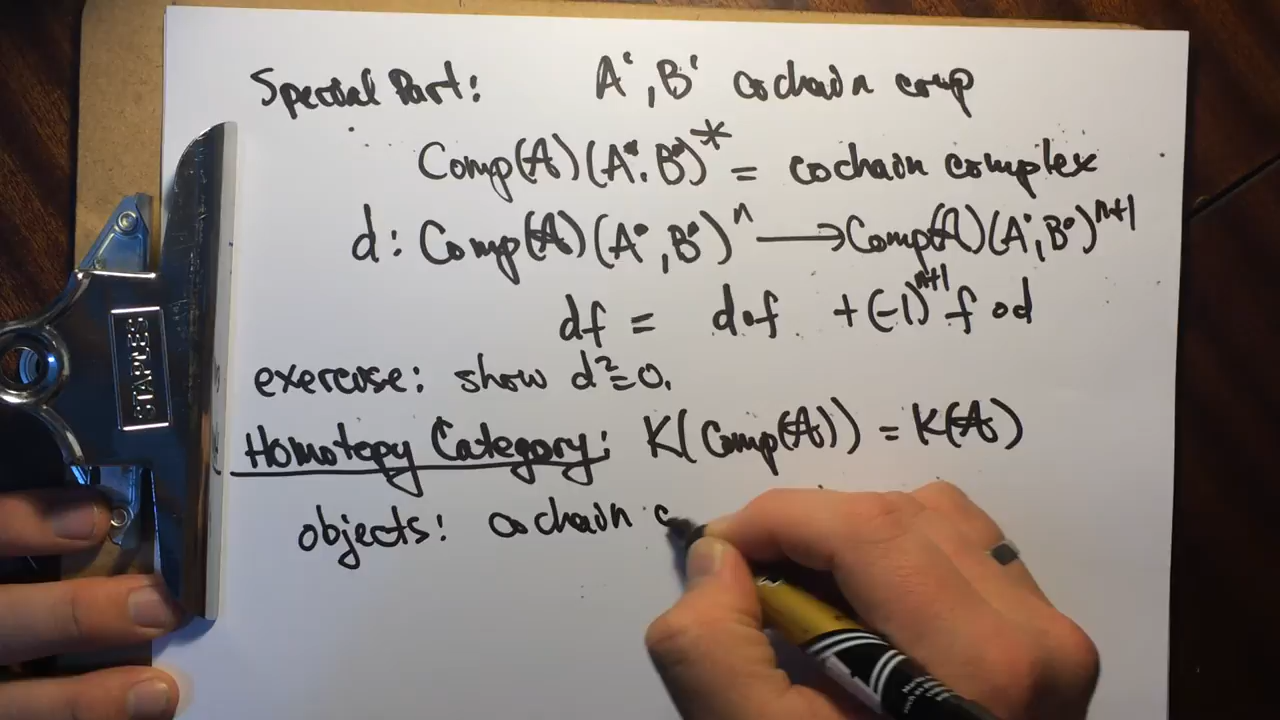 Special Part: A•, B• cochain comp
Comp(A)(A•, B•)* = cochain complex
d: Comp(A)(A•, B•)ⁿ → Comp(A)(A•, B•)ⁿ⁺¹
df = d∘f + (-1)ⁿ⁺¹ f∘d
exercise: show d²=0.
Homotopy Category: K(Comp(A)) = K(A)
objects: cochain c
STAPLES